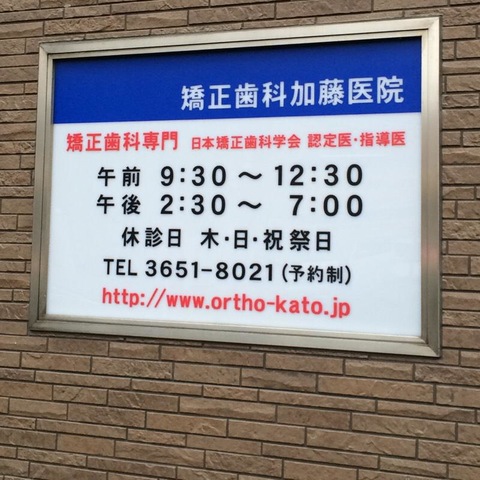 矯正歯科加藤医院
矯正歯科専門 日本矯正歯科学会 認定医・指導医
午前 9:30～12:30
午後 2:30～ 7:00
休診日 木・日・祝祭日
TEL 3651-8021(予約制)
http://www.ortho-kato.jp